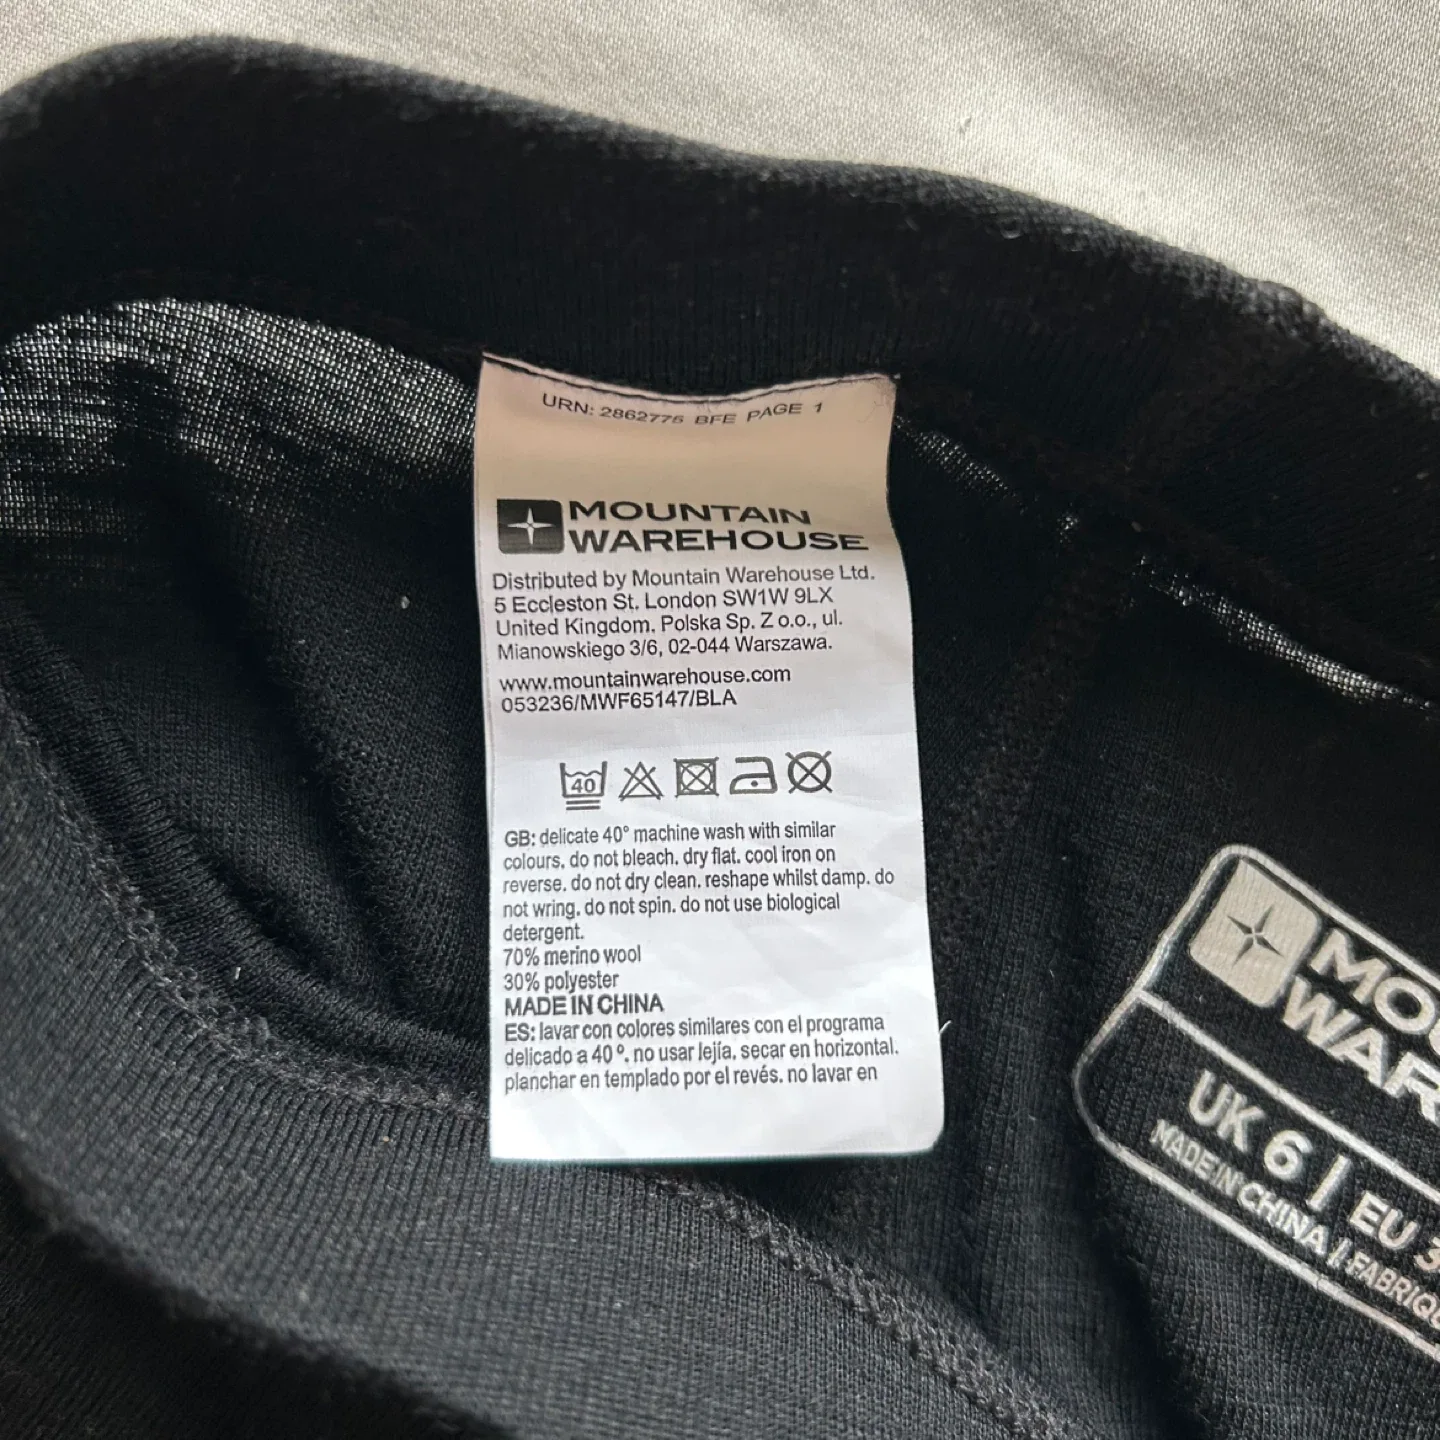 URN: 2862775 BFE PAGE 1
MOUNTAIN
WAREHOUSE
Distributed by Mountain Warehouse Ltd.
5 Eccleston St. London SW1W 9LX
United Kingdom. Polska Sp. Z o.o., ul.
Mianowskiego 3/6, 02-044 Warszawa.
www.mountainwarehouse.com
053236/MWF65147/BLA
40
GB: delicate 40° machine wash with similar
colours. do not bleach. dry flat. cool iron on
reverse. do not dry clean. reshape whilst damp. do
not wring. do not spin. do not use biological
detergent.
70% merino wool
30% polyester
MADE IN CHINA
ES: lavar con colores similares con el programa
delicado a 40 º. no usar lejía. secar en horizontal.
planchar en templado por el revés. no lavar en
UK 6 | EU
MADE IN CHINA |